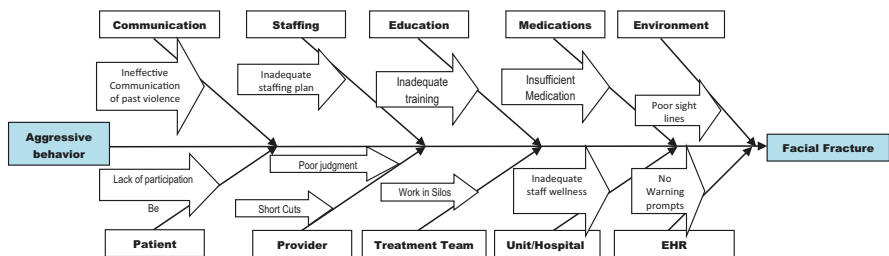 Communication
Staffing
Education
Medications
Environment
Ineffective
Communication
of past violence
Inadequate
staffing plan
Inadequate
training
Insufficient
Medication
Poor sight
lines
Aggressive
behavior
Facial Fracture
Lack of participation
Be
Poor judgment
Short Cuts
Work in Silos
Inadequate
staff wellness
No
Warning
prompts
Patient
Provider
Treatment Team
Unit/Hospital
EHR